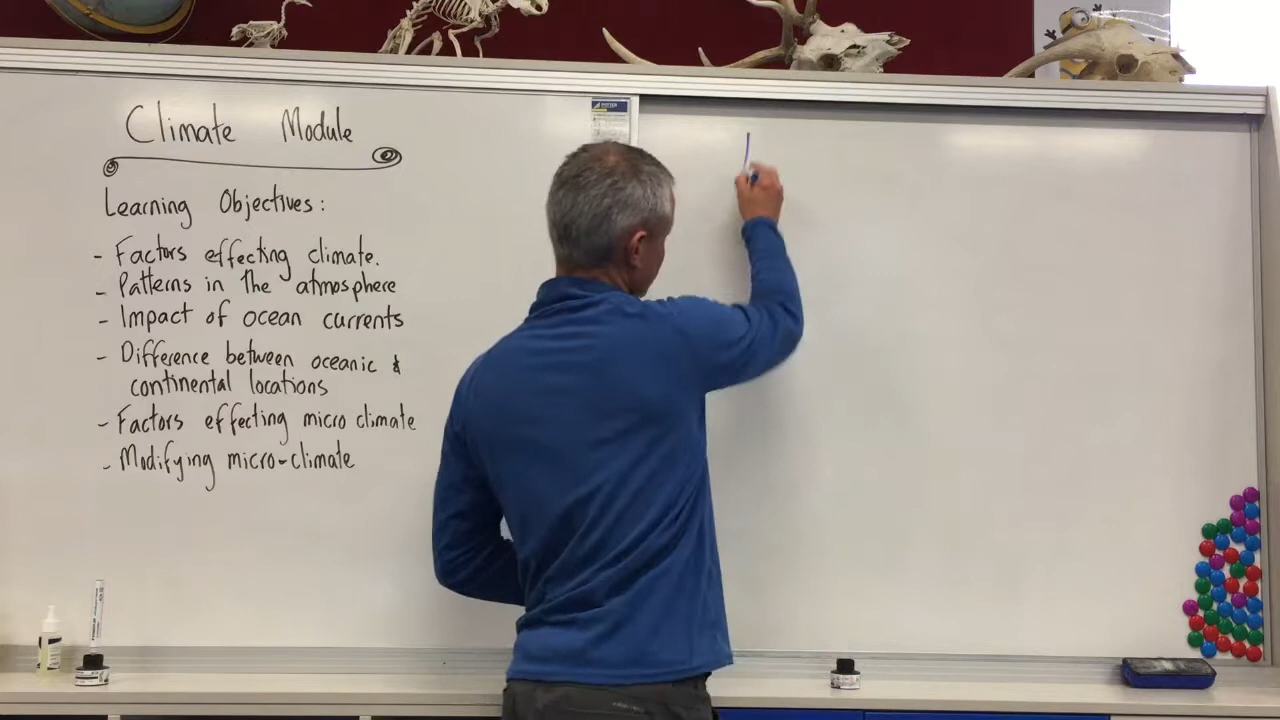 Climate Module
Learning Objectives:
- Factors effecting climate.
- Patterns in the atmosphere
- Impact of ocean currents
- Difference between oceanic &
continental locations
- Factors effecting micro climate
- Modifying micro-climate